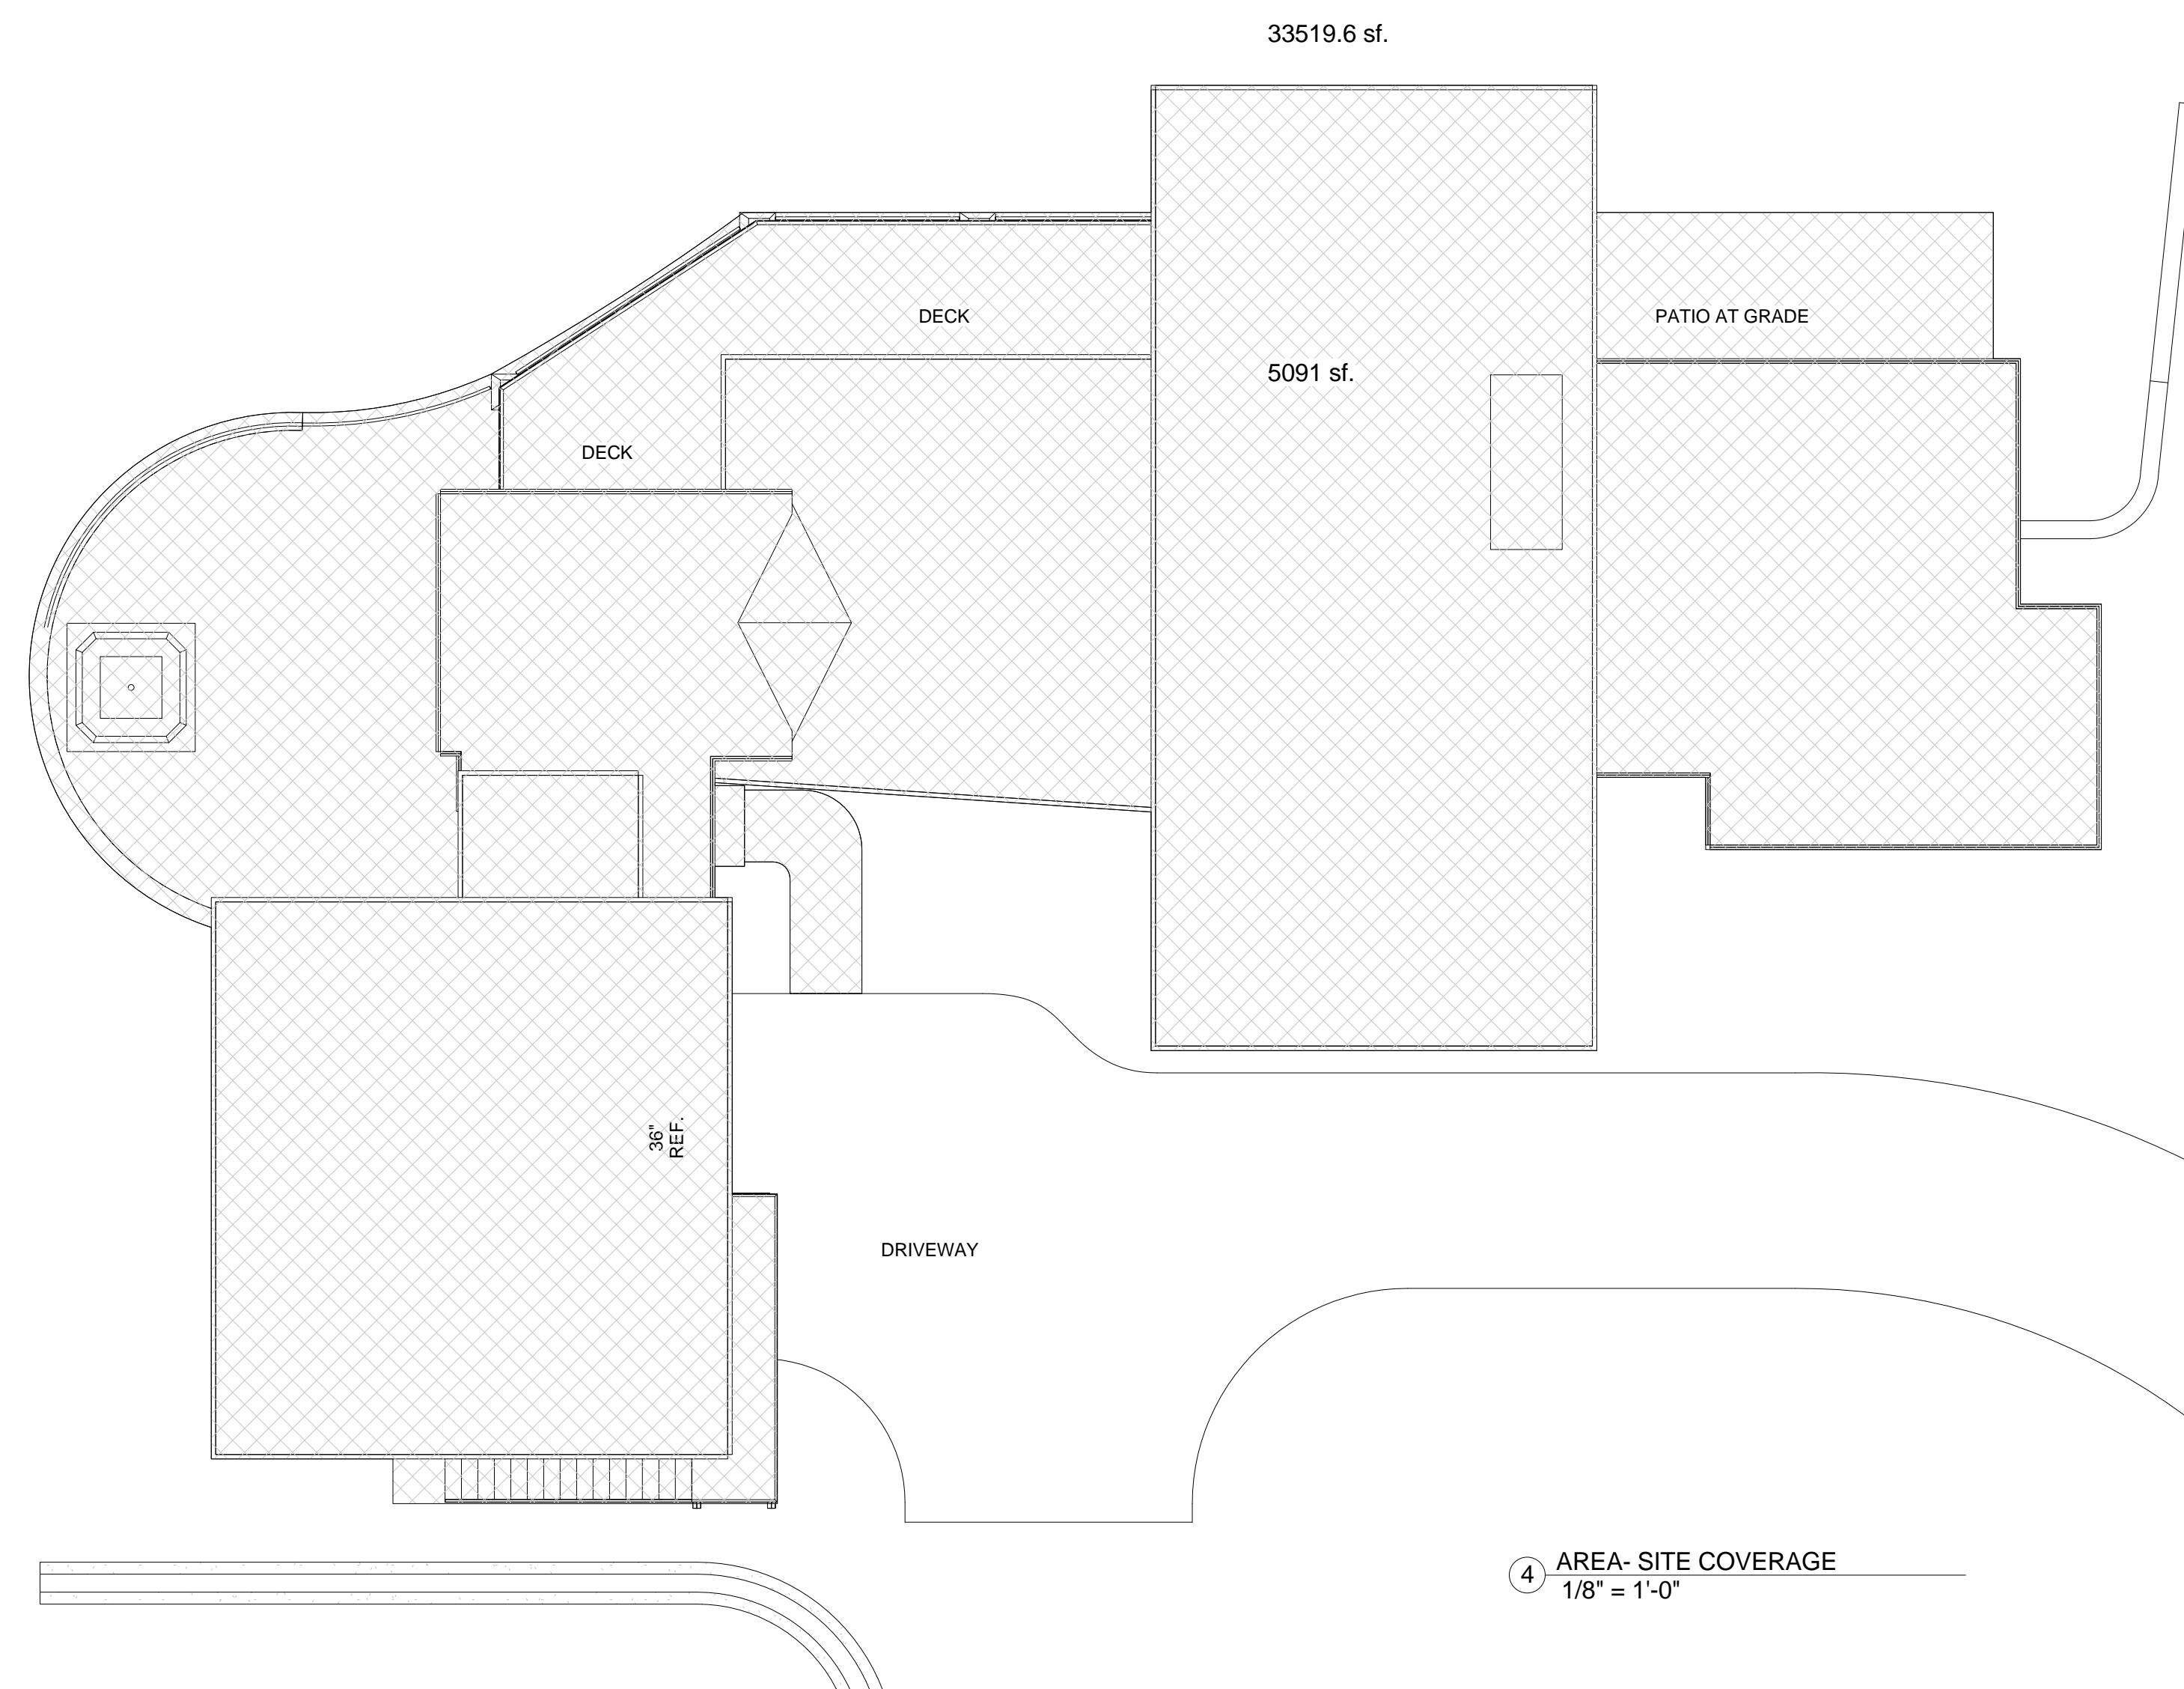 33519.6 sf.
DECK
PATIO AT GRADE
5091 sf.
DECK
36"
REF.
DRIVEWAY
4
AREA- SITE COVERAGE
1/8" = 1'-0"